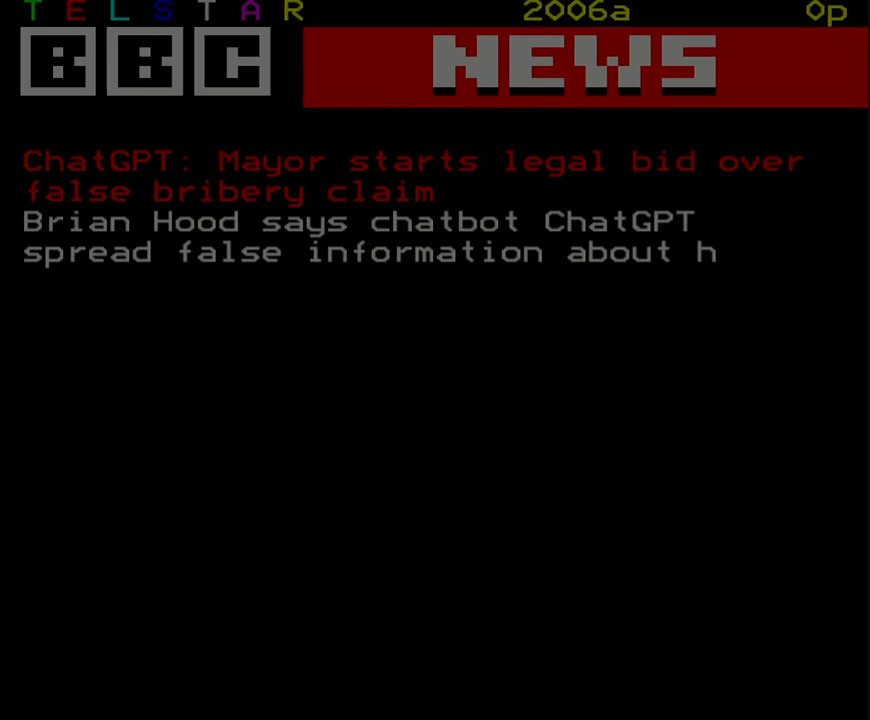 TELSTAR 2006a 0p
BBC NEWS
ChatGPT: Mayor starts legal bid over
false bribery claim
Brian Hood says chatbot ChatGPT
spread false information about h